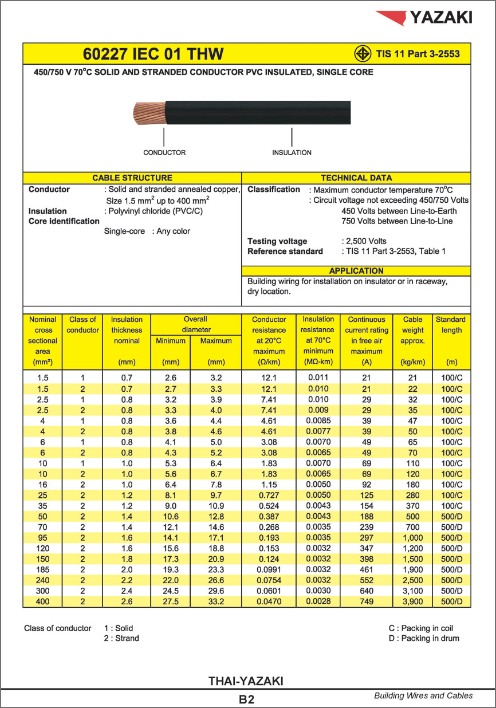 YAZAKI
60227 IEC 01 THW
TIS 11 Part 3-2553
450/750 V 70°C SOLID AND STRANDED CONDUCTOR PVC INSULATED, SINGLE CORE
CONDUCTOR INSULATION
CABLE STRUCTURE
Conductor : Solid and stranded annealed copper,
Size 1.5 mm² up to 400 mm²
Insulation : Polyvinyl chloride (PVC/C)
Core identification
Single-core : Any color
TECHNICAL DATA
Classification : Maximum conductor temperature 70°C
: Circuit voltage not exceeding 450/750 Volts
450 Volts between Line-to-Earth
750 Volts between Line-to-Line
Testing voltage : 2,500 Volts
Reference standard : TIS 11 Part 3-2553, Table 1
APPLICATION
Building wiring for installation on insulator or in raceway,
dry location.
Nominal Class of Insulation Overall Conductor Insulation Continuous Cable Standard
cross conductor thickness diameter resistance resistance current rating weight length
sectional nominal Minimum Maximum at 20°C at 70°C in free air approx.
area maximum minimum maximum
(mm²) (mm) (mm) (mm) (Ω/km) (MΩ-km) (A) (kg/km) (m)
1.5 1 0.7 2.6 3.2 12.1 0.011 21 21 100/C
1.5 2 0.7 2.7 3.3 12.1 0.010 21 22 100/C
2.5 1 0.8 3.2 3.9 7.41 0.010 29 32 100/C
2.5 2 0.8 3.3 4.0 7.41 0.009 29 35 100/C
4 1 0.8 3.6 4.4 4.61 0.0085 39 47 100/C
4 2 0.8 3.8 4.6 4.61 0.0077 39 50 100/C
6 1 0.8 4.1 5.0 3.08 0.0070 49 65 100/C
6 2 0.8 4.3 5.2 3.08 0.0065 49 70 100/C
10 1 1.0 5.3 6.4 1.83 0.0070 69 110 100/C
10 2 1.0 5.6 6.7 1.83 0.0065 69 120 100/C
16 2 1.0 6.4 7.8 1.15 0.0050 92 180 100/C
25 2 1.2 8.1 9.7 0.727 0.0050 125 280 100/C
35 2 1.2 9.0 10.9 0.524 0.0043 154 370 100/C
50 2 1.4 10.6 12.8 0.387 0.0043 188 500 500/D
70 2 1.4 12.1 14.6 0.268 0.0035 239 700 500/D
95 2 1.6 14.1 17.1 0.193 0.0035 297 1,000 500/D
120 2 1.6 15.6 18.8 0.153 0.0032 347 1,200 500/D
150 2 1.8 17.3 20.9 0.124 0.0032 398 1,500 500/D
185 2 2.0 19.3 23.3 0.0991 0.0032 461 1,900 500/D
240 2 2.2 22.0 26.6 0.0754 0.0032 552 2,500 500/D
300 2 2.4 24.5 29.6 0.0601 0.0030 640 3,100 500/D
400 2 2.6 27.5 33.2 0.0470 0.0028 749 3,900 500/D
Class of conductor 1 : Solid C : Packing in coil
2 : Strand D : Packing in drum
THAI-YAZAKI
B2
Building Wires and Cables